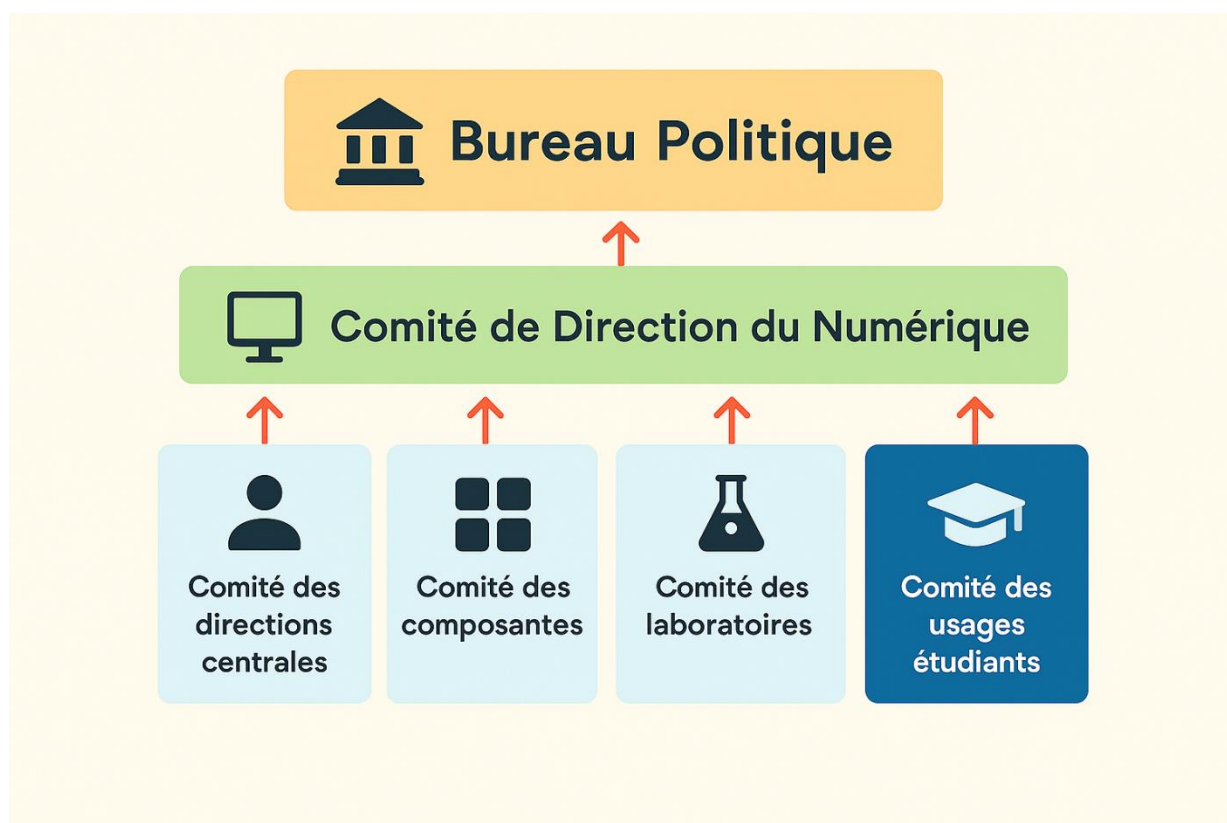 Bureau Politique
Comité de Direction du Numérique
Comité des
directions
centrales
Comité des
composantes
Comité des
laboratoires
Comité des
usages
étudiants